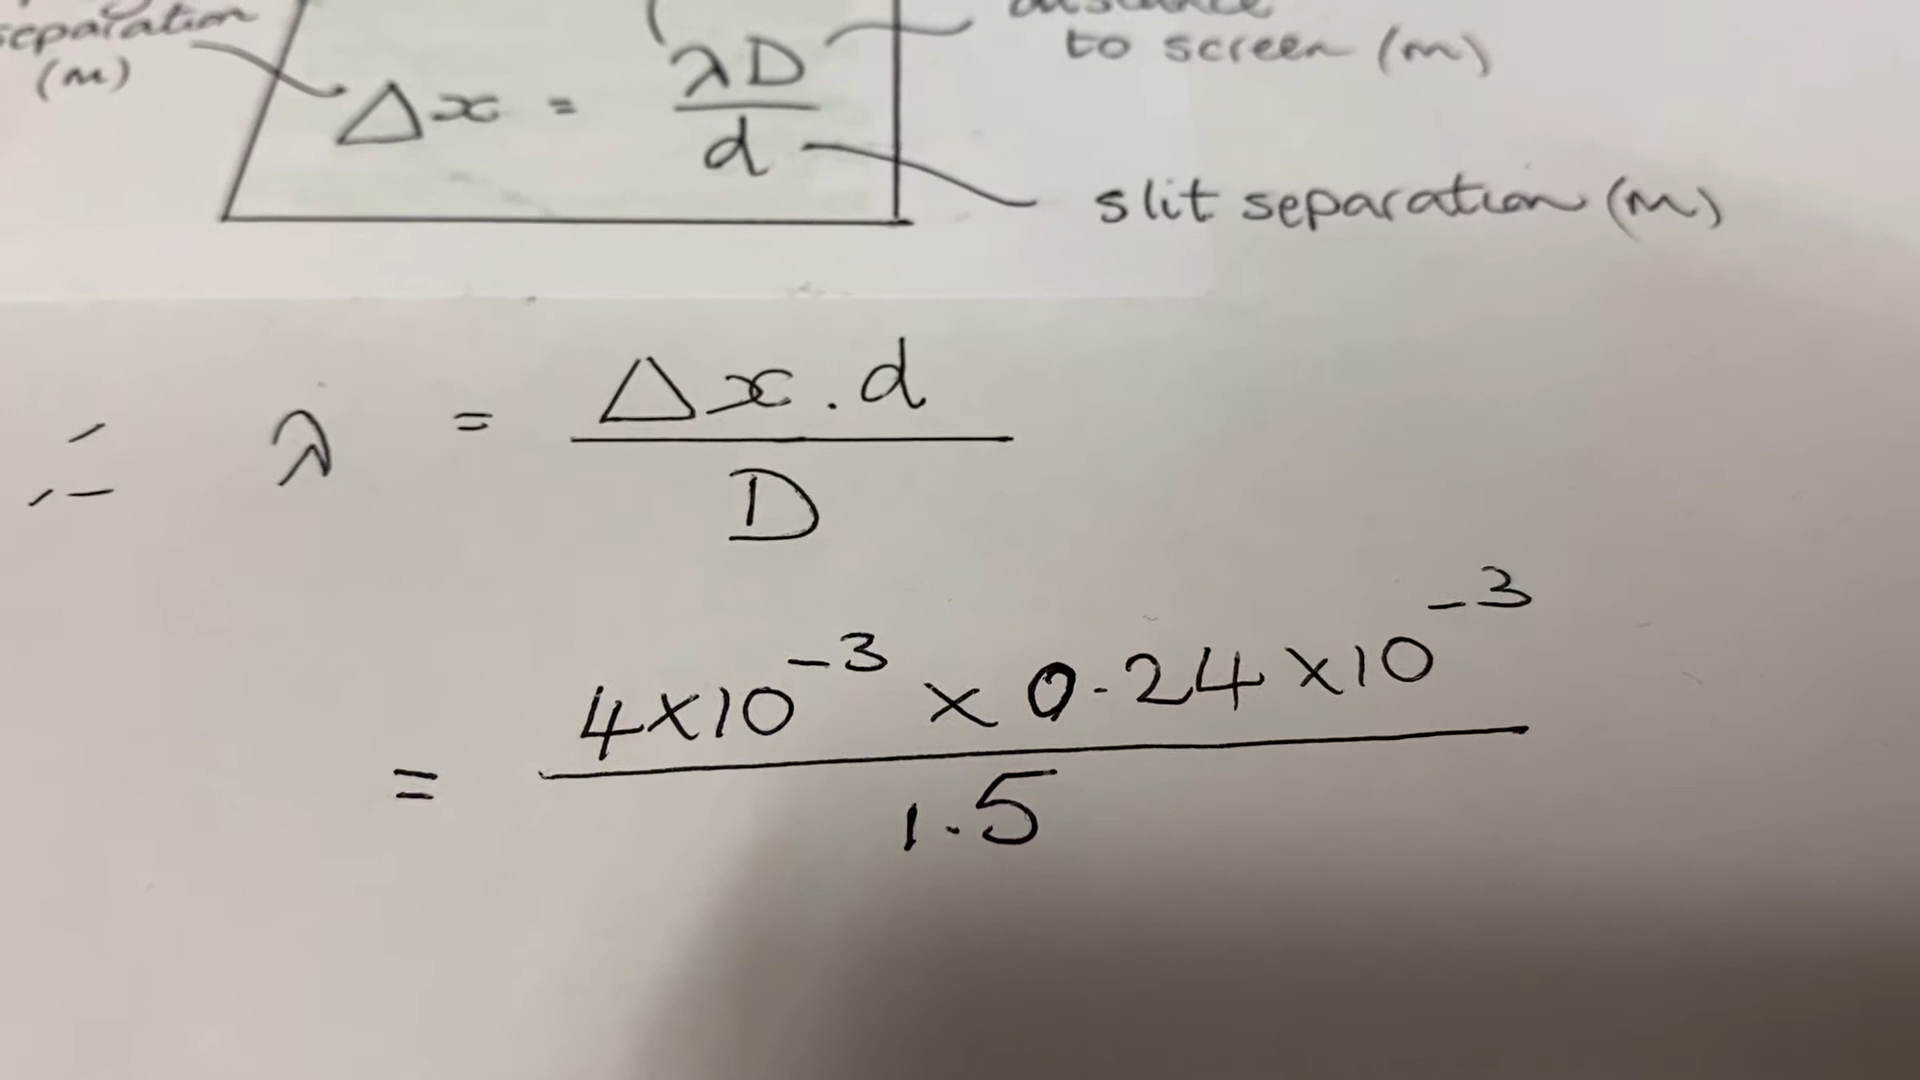 separation
(m)
Δx = λD / d
to screen (m)
slit separation (m)
∴ λ = Δx . d / D
= 4×10⁻³ × 0.24×10⁻³ / 1.5